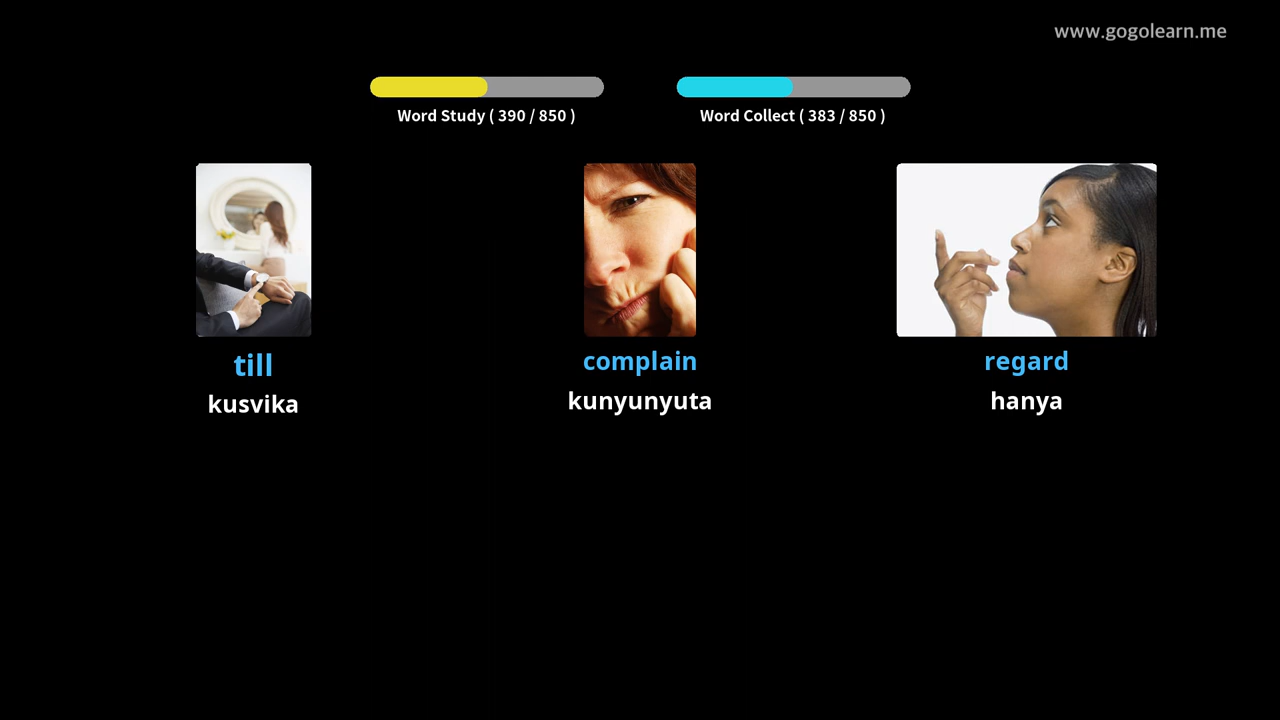 www.gogolearn.me
Word Study ( 390 / 850 )
Word Collect ( 383 / 850 )
till
kusvika
complain
kunyunyuta
regard
hanya